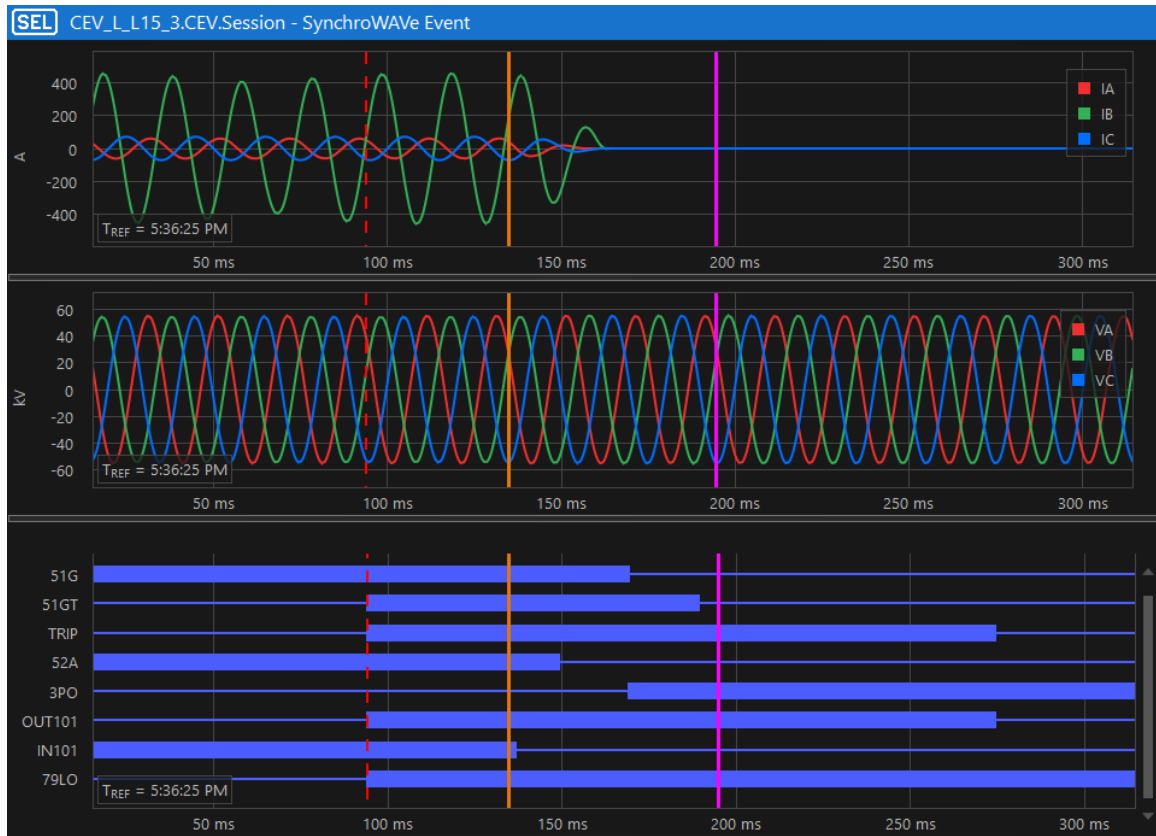 SEL CEV_L_L15_3.CEV.Session - SynchroWAVe Event
400
200
0
-200
-400
A
IA
IB
IC
TREF = 5:36:25 PM
50 ms 100 ms 150 ms 200 ms 250 ms 300 ms
60
40
20
0
-20
-40
-60
kV
VA
VB
VC
TREF = 5:36:25 PM
50 ms 100 ms 150 ms 200 ms 250 ms 300 ms
51G
51GT
TRIP
52A
3PO
OUT101
IN101
79LO
TREF = 5:36:25 PM
50 ms 100 ms 150 ms 200 ms 250 ms 300 ms